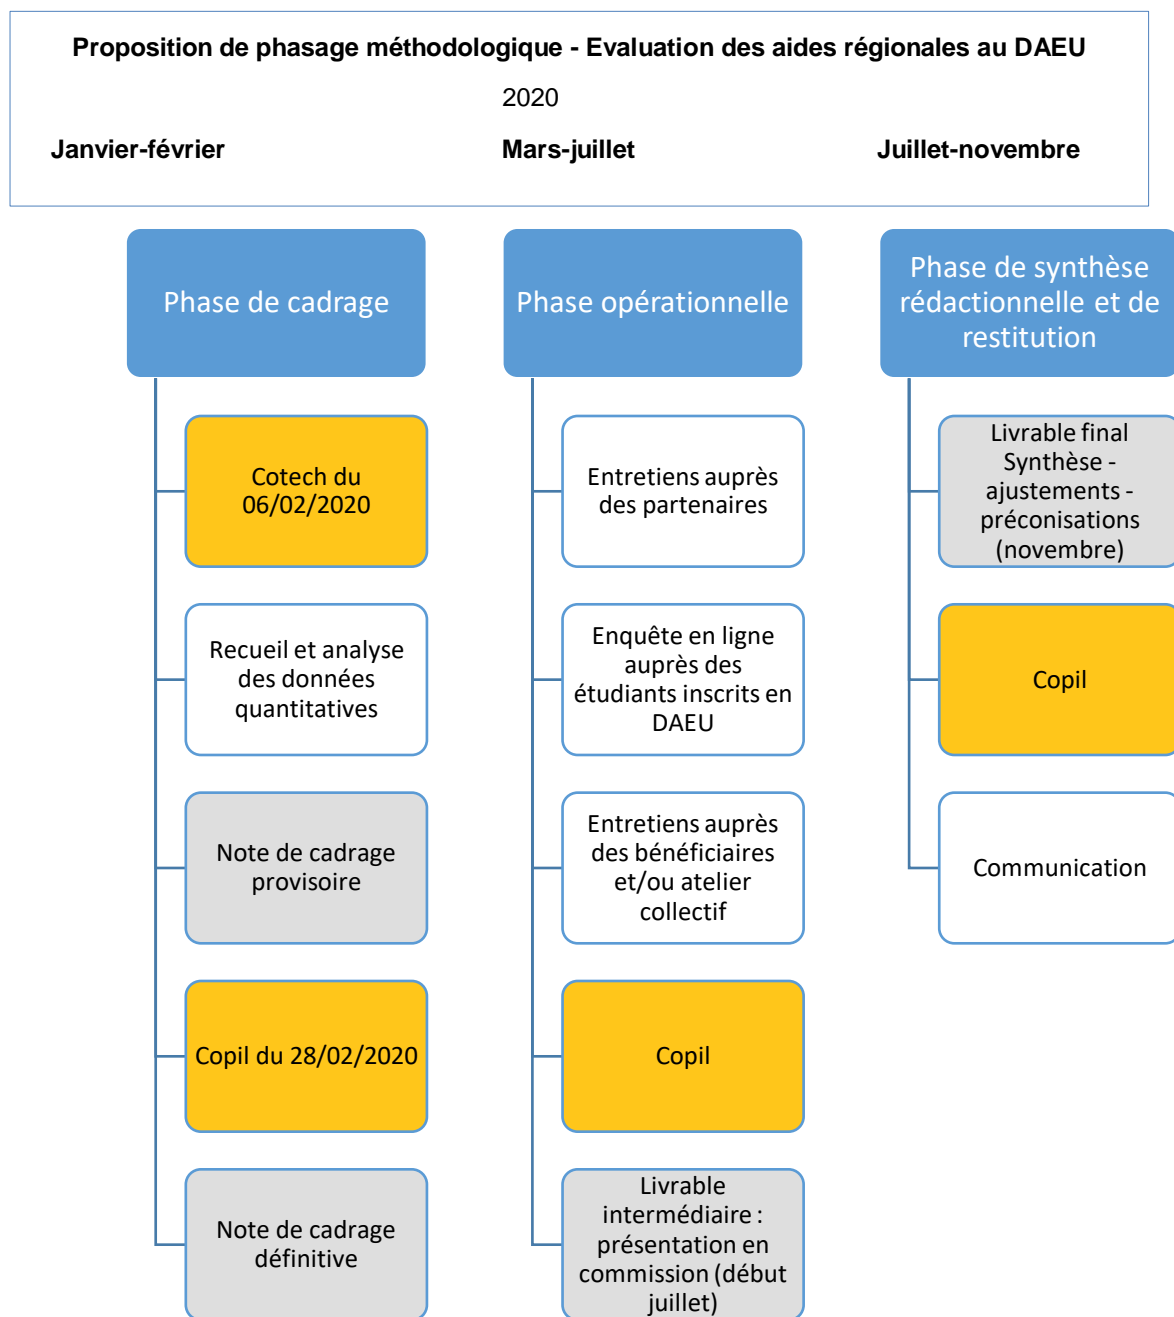 Proposition de phasage méthodologique - Evaluation des aides régionales au DAEU
2020
Janvier-février
Mars-juillet
Juillet-novembre
Phase de cadrage
Cotech du
06/02/2020
Recueil et analyse
des données
quantitatives
Note de cadrage
provisoire
Copil du 28/02/2020
Note de cadrage
définitive
Phase opérationnelle
Entretiens auprès
des partenaires
Enquête en ligne
auprès des
étudiants inscrits en
DAEU
Entretiens auprès
des bénéficiaires
et/ou atelier
collectif
Copil
Livrable
intermédiaire :
présentation en
commission (début
juillet)
Phase de synthèse
rédactionnelle et de
restitution
Livrable final
Synthèse -
ajustements -
préconisations
(novembre)
Copil
Communication